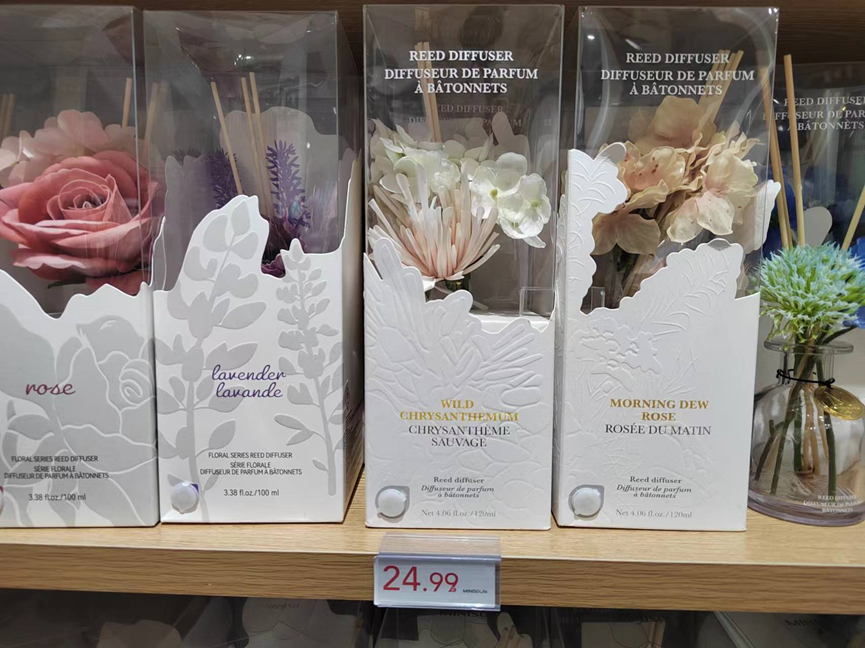 rose
FLORAL SERIES REED DIFFUSER
SÉRIE FLORALE
DIFFUSEUR DE PARFUM À BÂTONNETS
3.38 fl.oz./100 ml
lavender
lavande
FLORAL SERIES REED DIFFUSER
SÉRIE FLORALE
DIFFUSEUR DE PARFUM À BÂTONNETS
3.38 fl.oz./100 ml
REED DIFFUSER
DIFFUSEUR DE PARFUM
À BÂTONNETS
REED DIFFUSER
WILD
CHRYSANTHEMUM
CHRYSANTHÈME
SAUVAGE
Reed diffuser
Diffuseur de parfum
à bâtonnets
Net 4.06 fl.oz./120ml
REED DIFFUSER
DIFFUSEUR DE PARFUM
À BÂTONNETS
MORNING DEW
ROSE
ROSÉE DU MATIN
Reed diffuser
Diffuseur de parfum
à bâtonnets
Net 4.06 fl.oz./120ml
À BÂTONNETS
24.99